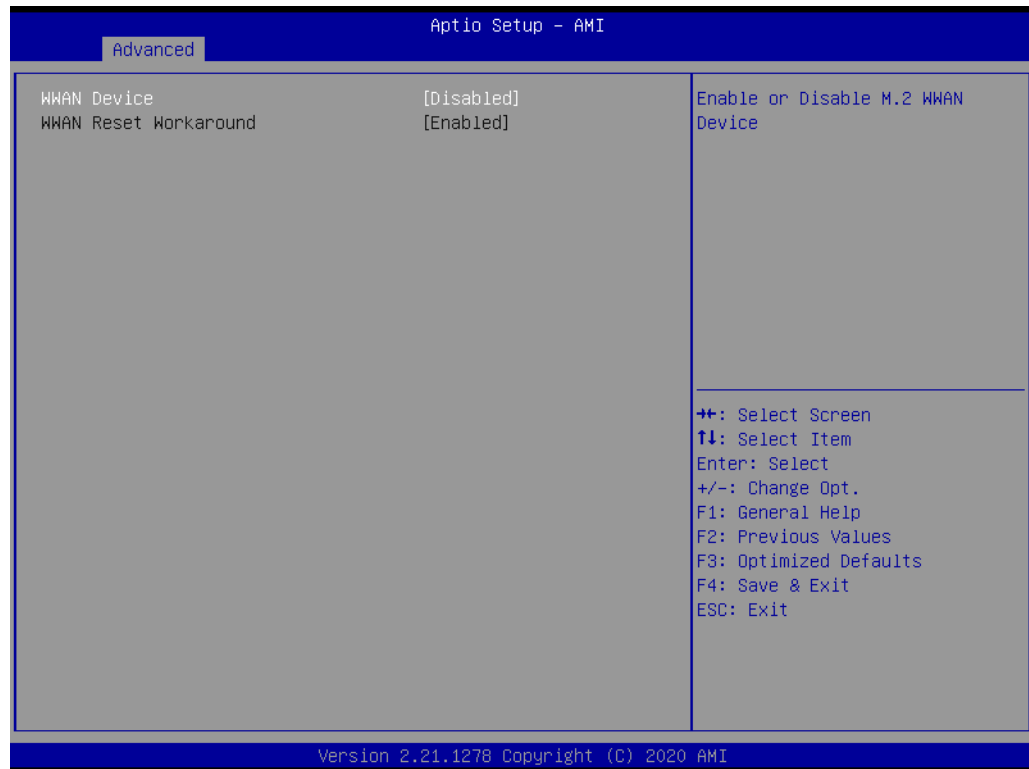 Aptio Setup – AMI
Advanced
WWAN Device [Disabled]
WWAN Reset Workaround [Enabled]
Enable or Disable M.2 WWAN
Device
→←: Select Screen
↑↓: Select Item
Enter: Select
+/-: Change Opt.
F1: General Help
F2: Previous Values
F3: Optimized Defaults
F4: Save & Exit
ESC: Exit
Version 2.21.1278 Copyright (C) 2020 AMI